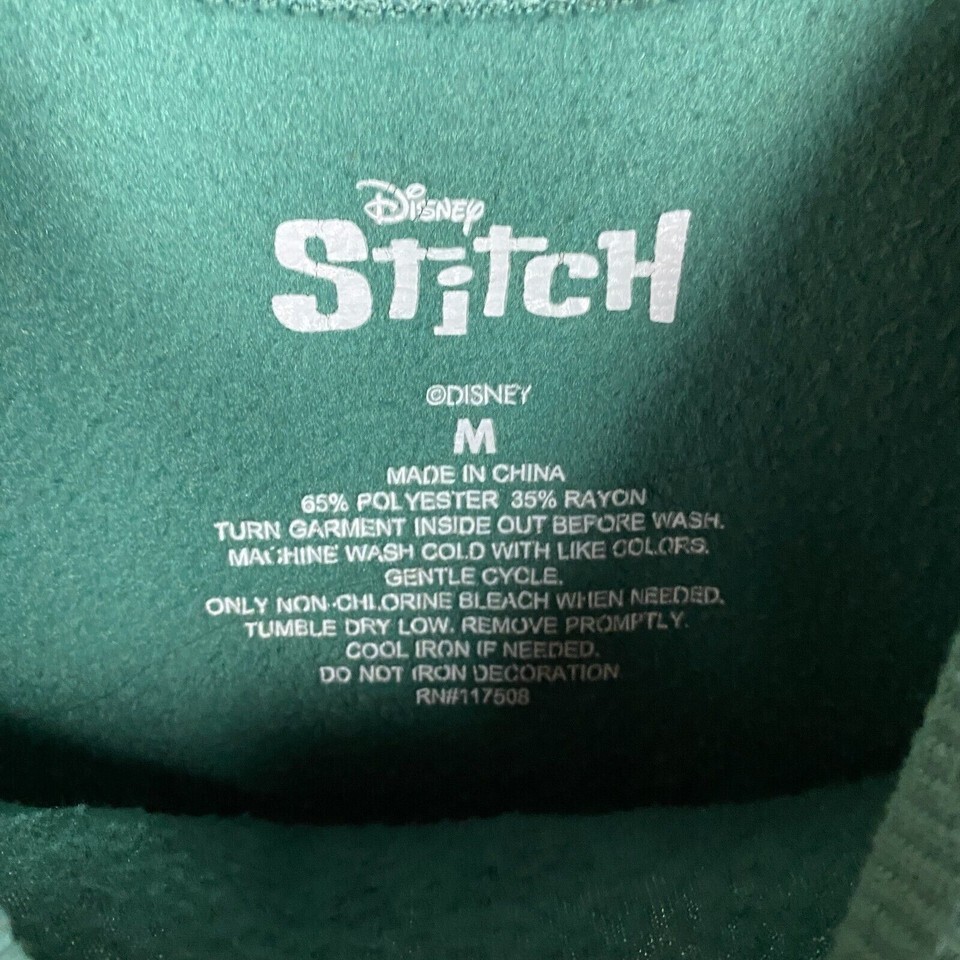 Disney
Stitch
©DISNEY
M
MADE IN CHINA
65% POLYESTER 35% RAYON
TURN GARMENT INSIDE OUT BEFORE WASH.
MACHINE WASH COLD WITH LIKE COLORS.
GENTLE CYCLE.
ONLY NON-CHLORINE BLEACH WHEN NEEDED.
TUMBLE DRY LOW. REMOVE PROMPTLY.
COOL IRON IF NEEDED.
DO NOT IRON DECORATION
RN#117508